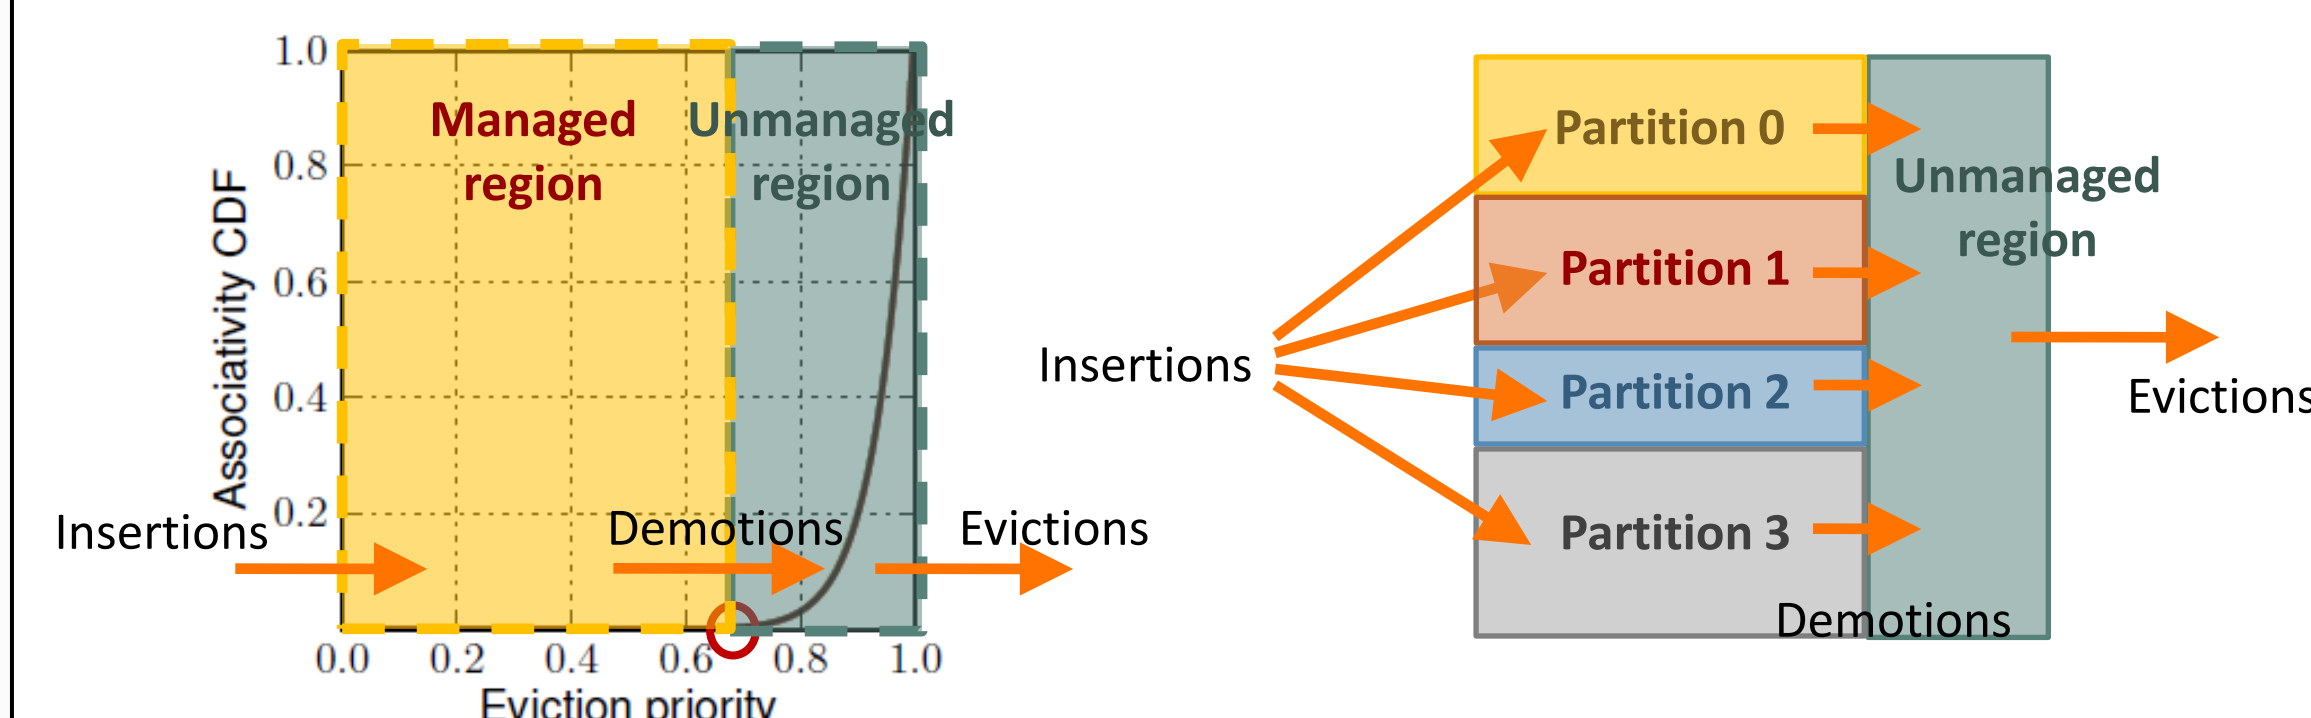 1.0
0.8
0.6
0.4
0.2
Associativity CDF
Managed
region
Unmanaged
region
Insertions
Demotions
Evictions
0.0 0.2 0.4 0.6 0.8 1.0
Eviction priority
Insertions
Partition 0
Partition 1
Partition 2
Partition 3
Unmanaged
region
Demotions
Evictions